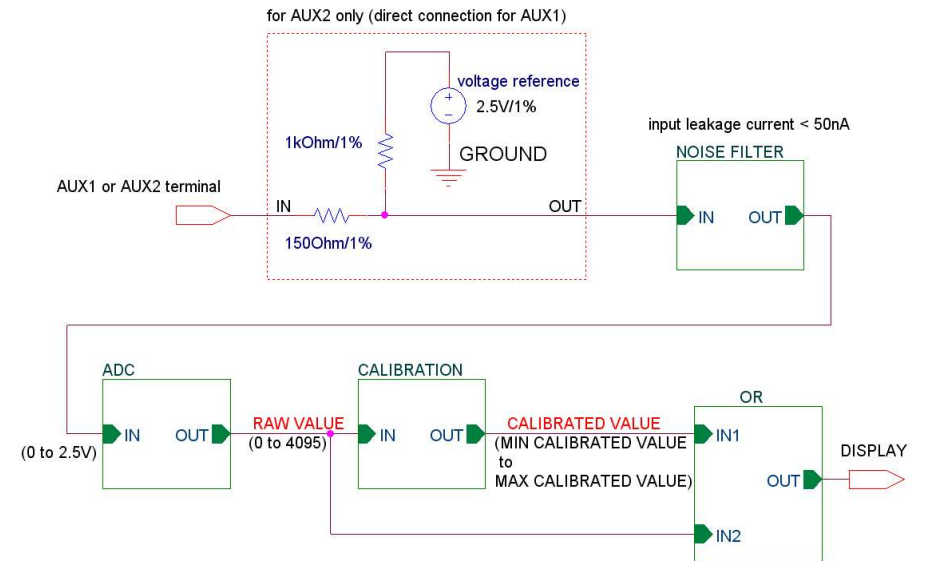 for AUX2 only (direct connection for AUX1)
voltage reference
+
−
2.5V/1%
1kOhm/1%
GROUND
input leakage current < 50nA
NOISE FILTER
AUX1 or AUX2 terminal
IN
OUT
IN
OUT
150Ohm/1%
ADC
CALIBRATION
OR
RAW VALUE
CALIBRATED VALUE
IN
OUT
(0 to 4095)
IN
OUT
(MIN CALIBRATED VALUE
IN1
(0 to 2.5V)
to
DISPLAY
MAX CALIBRATED VALUE)
OUT
IN2